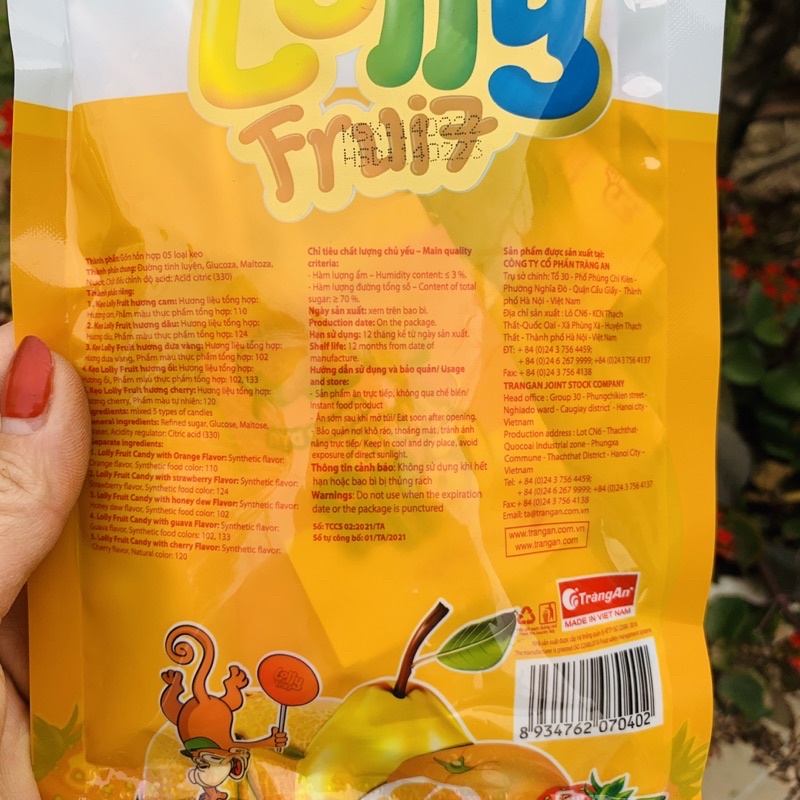 Lolly
Fruit
Thành phần: Gồm hỗn hợp 05 loại kẹo
Thành phần chung: Đường tinh luyện, Glucoza, Maltoza,
Nước, Chất điều chỉnh độ acid: Acid citric (330)
Thành phần riêng:
1. Kẹo Lolly Fruit hương cam: Hương liệu tổng hợp:
Hương cam, Phẩm màu thực phẩm tổng hợp: 110
2. Kẹo Lolly Fruit hương dâu: Hương liệu tổng hợp:
Hương dâu, Phẩm màu thực phẩm tổng hợp: 124
3. Kẹo Lolly Fruit hương dưa vàng: Hương liệu tổng hợp:
Hương dưa vàng, Phẩm màu thực phẩm tổng hợp: 102
Kẹo Lolly Fruit hương ổi: Hương liệu tổng hợp:
Hương ổi, Phẩm màu thực phẩm tổng hợp: 102, 133
Kẹo Lolly Fruit hương cherry: Hương liệu tổng hợp:
Hương cherry, Phẩm màu tự nhiên: 120
Ingredients: mixed 5 types of candies
General ingredients: Refined sugar, Glucose, Maltose,
Water, Acidity regulator: Citric acid (330)
Separate ingredients:
1. Lolly Fruit Candy with Orange Flavor: Synthetic flavor:
Orange flavor, Synthetic food color: 110
2. Lolly Fruit Candy with strawberry Flavor: Synthetic flavor:
Strawberry flavor, Synthetic food color: 124
3. Lolly Fruit Candy with honey dew Flavor: Synthetic flavor:
Honey dew flavor, Synthetic food color: 102
4. Lolly Fruit Candy with guava Flavor: Synthetic flavor:
Guava flavor, Synthetic food colors: 102, 133
5. Lolly Fruit Candy with cherry Flavor: Synthetic flavor:
Cherry flavor, Natural color: 120
Chỉ tiêu chất lượng chủ yếu – Main quality
criteria:
- Hàm lượng ẩm – Humidity content: ≤ 3 %.
- Hàm lượng đường tổng số – Content of total
sugar: ≥ 70 %.
Ngày sản xuất: xem trên bao bì.
Production date: On the package.
Hạn sử dụng: 12 tháng kể từ ngày sản xuất.
Shelf life: 12 months from date of
manufacture.
Hướng dẫn sử dụng và bảo quản/ Usage
and store:
- Sản phẩm ăn trực tiếp, không qua chế biến/
Instant food product
- Ăn sớm sau khi mở túi/ Eat soon after opening.
- Bảo quản nơi khô ráo, thoáng mát, tránh ánh
nắng trực tiếp/ Keep in cool and dry place, avoid
exposure of direct sunlight.
Thông tin cảnh báo: Không sử dụng khi hết
hạn hoặc bao bì bị thủng rách
Warnings: Do not use when the expiration
date or the package is punctured
Số: TCCS 02:2021/TA
Số tự công bố: 01/TA/2021
Sản phẩm được sản xuất tại:
CÔNG TY CỔ PHẦN TRÀNG AN
Trụ sở chính: Tổ 30 - Phố Phùng Chí Kiên -
Phường Nghĩa Đô - Quận Cầu Giấy - Thành
phố Hà Nội - Việt Nam
Địa chỉ sản xuất: Lô CN6 - KCN Thạch
Thất-Quốc Oai - Xã Phùng Xá - Huyện Thạch
Thất - Thành phố Hà Nội - Việt Nam
ĐT: + 84 (0)24 3 756 4459;
+ 84 (0)24 6 267 9999; +84 (0)24 3 756 4137
Fax: + 84 (0)24 3 756 4138
TRANGAN JOINT STOCK COMPANY
Head office : Group 30 - Phungchikien street-
Nghiado ward - Caugiay district - Hanoi city-
Vietnam
Production address : Lot CN6 - Thachthat-
Quocoai Industrial zone - Phungxa
Commune - Thachthat District - Hanoi City -
Vietnam
Tel: + 84 (0)24 3 756 4459;
+ 84 (0)24 6 267 9999; +84 (0)24 3 756 4137
Fax: + 84 (0)24 3 756 4138
Email: ta@trangan.com.vn
www.trangan.com.vn
www.trangan.com
TràngAn
MADE IN VIET NAM
8 934762 070402
Lolly